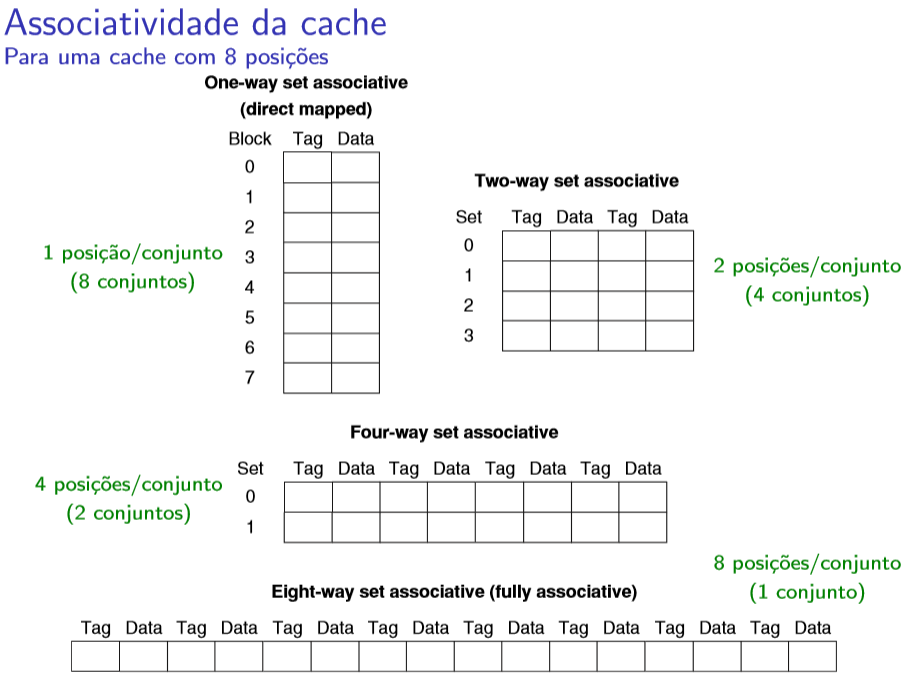 Associatividade da cache
Para uma cache com 8 posições
One-way set associative
(direct mapped)
Block Tag Data
0
1
2
3
4
5
6
7
1 posição/conjunto
(8 conjuntos)
Two-way set associative
Set Tag Data Tag Data
0
1
2
3
2 posições/conjunto
(4 conjuntos)
Four-way set associative
Set Tag Data Tag Data Tag Data Tag Data
0
1
4 posições/conjunto
(2 conjuntos)
8 posições/conjunto
(1 conjunto)
Eight-way set associative (fully associative)
Tag Data Tag Data Tag Data Tag Data Tag Data Tag Data Tag Data Tag Data